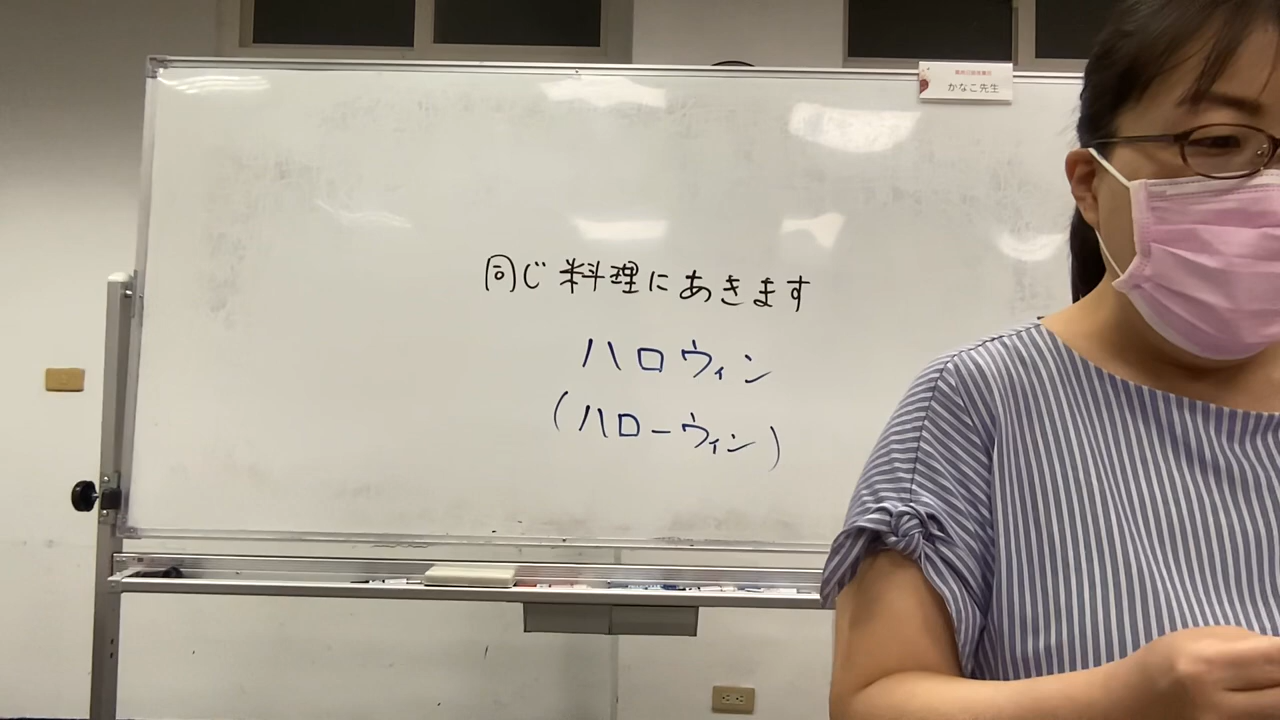 かなこ先生
同じ料理にあきます
ハロウィン
(ハローウィン)